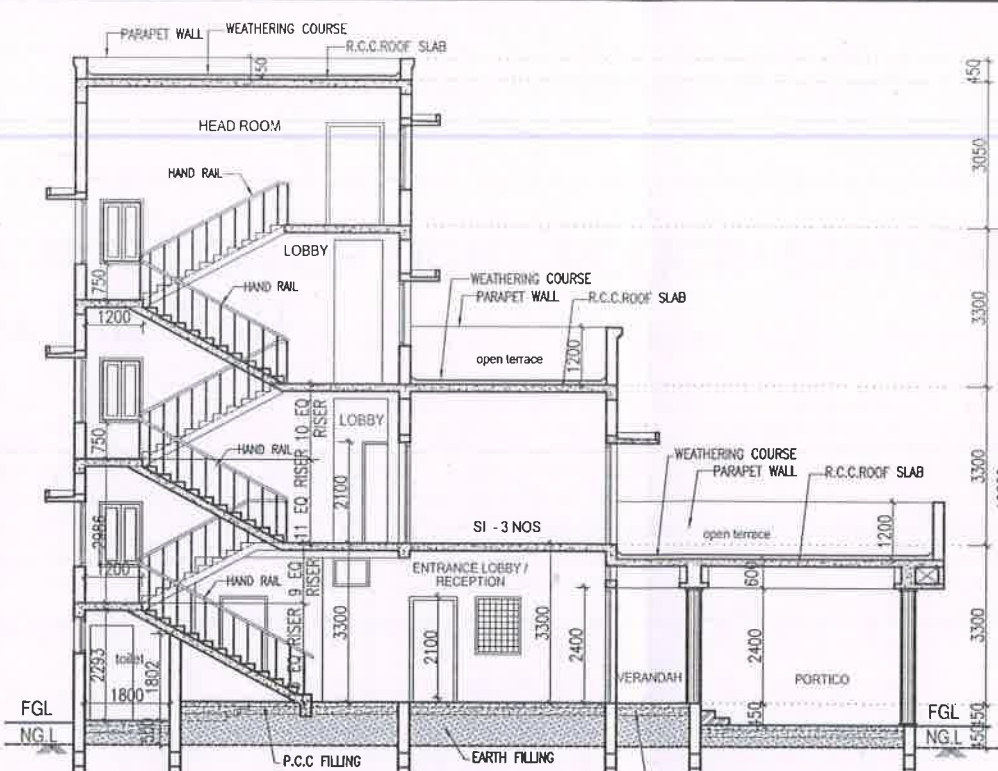 PARAPET WALL
WEATHERING COURSE
R.C.C.ROOF SLAB
450
HEAD ROOM
3050
HAND RAIL
LOBBY
750
HAND RAIL
WEATHERING COURSE
PARAPET WALL
R.C.C.ROOF SLAB
3300
1200
open terrace
1200
11 EQ RISER 10 EQ
RISER
LOBBY
750
HAND RAIL
2100
WEATHERING COURSE
PARAPET WALL
R.C.C.ROOF SLAB
3300
SI - 3 NOS
open terrace
1200
2986
1200
HAND RAIL
EQ RISER 9 EQ
RISER
ENTRANCE LOBBY /
RECEPTION
600
3300
2100
3300
2400
2400
3300
toilet
2293
1802
1800
VERANDAH
PORTICO
450
450
FGL
FGL
NG.L
NG.L
450
P.C.C FILLING
EARTH FILLING